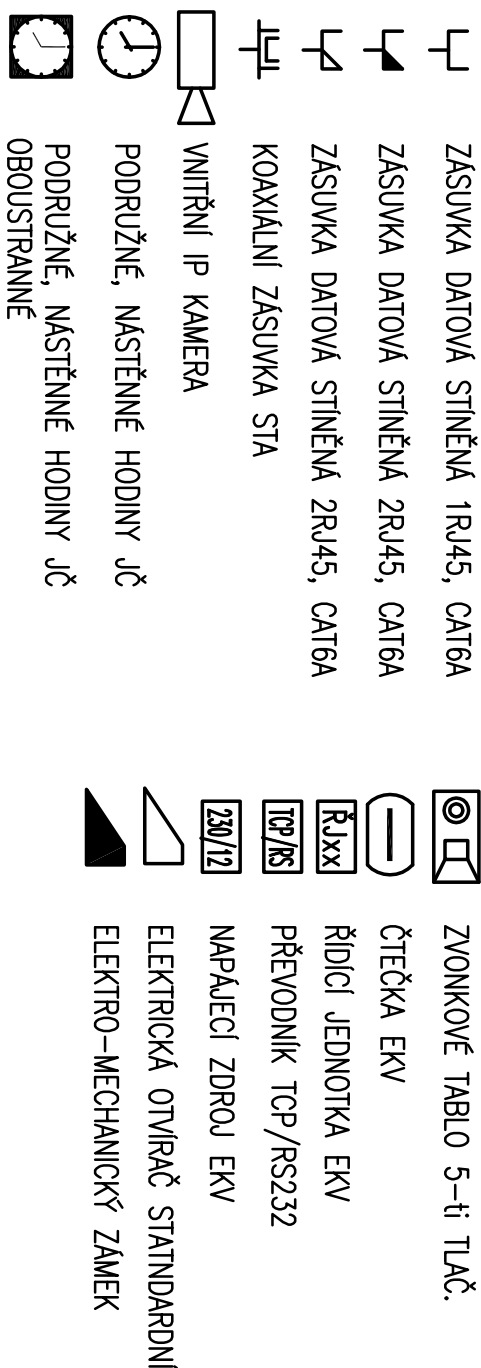 ZÁSUVKA DATOVÁ STÍNĚNÁ 1RJ45, CAT6A
ZÁSUVKA DATOVÁ STÍNĚNÁ 2RJ45, CAT6A
ZÁSUVKA DATOVÁ STÍNĚNÁ 2RJ45, CAT6A
KOAXIÁLNÍ ZÁSUVKA STA
VNITŘNÍ IP KAMERA
PODRUŽNÉ, NÁSTĚNNÉ HODINY JČ
PODRUŽNÉ, NÁSTĚNNÉ HODINY JČ
OBOUSTRANNÉ
ZVONKOVÉ TABLO 5-ti TLAČ.
ČTEČKA EKV
ŘJxx ŘÍDÍCÍ JEDNOTKA EKV
TCP/RS PŘEVODNÍK TCP/RS232
230/12 NAPÁJECÍ ZDROJ EKV
ELEKTRICKÁ OTVÍRAČ STATNDARDNÍ
ELEKTRO-MECHANICKÝ ZÁMEK